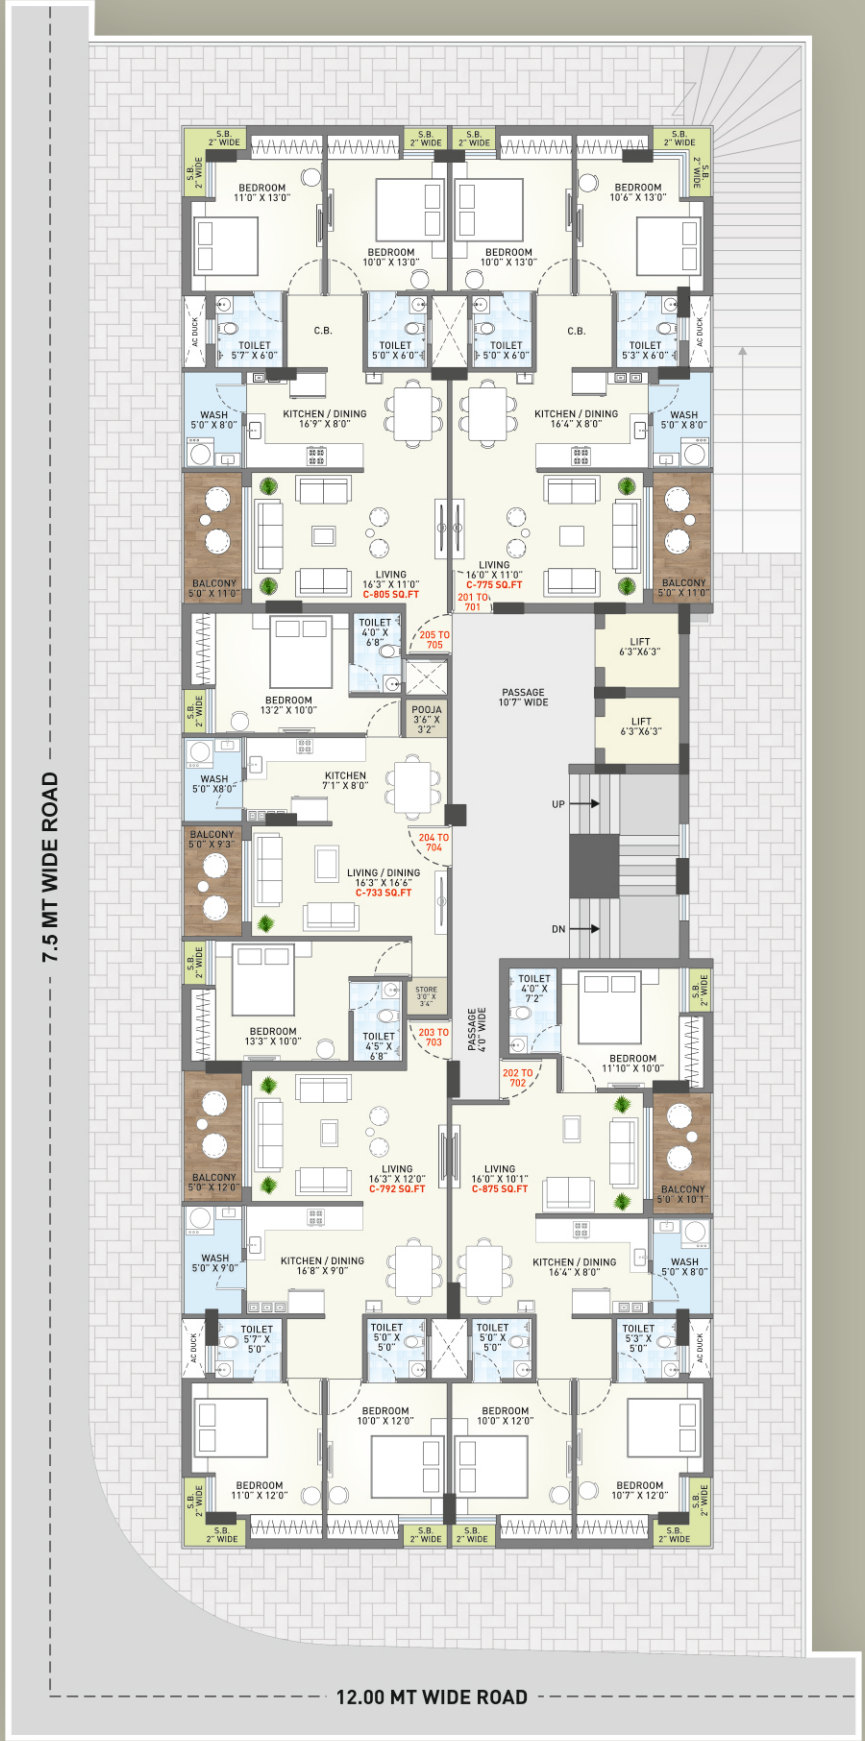 S.B.
2" WIDE
S.B.
2" WIDE
S.B.
2" WIDE
S.B.
2" WIDE
S.B.
2" WIDE
S.B.
2" WIDE
BEDROOM
11'0" X 13'0"
BEDROOM
10'0" X 13'0"
BEDROOM
10'0" X 13'0"
BEDROOM
10'6" X 13'0"
AC DUCK
TOILET
5'7" X 6'0"
C.B.
TOILET
5'0" X 6'0"
TOILET
5'0" X 6'0"
C.B.
TOILET
5'3" X 6'0"
AC DUCK
WASH
5'0" X 8'0"
KITCHEN / DINING
16'9" X 8'0"
KITCHEN / DINING
16'4" X 8'0"
WASH
5'0" X 8'0"
BALCONY
5'0" X 11'0"
LIVING
16'3" X 11'0"
C-805 SQ.FT
LIVING
16'0" X 11'0"
C-775 SQ.FT
BALCONY
5'0" X 11'0"
201 TO
701
205 TO
705
TOILET
4'0" X
6'8"
LIFT
6'3"X6'3"
BEDROOM
13'2" X 10'0"
S.B.
2" WIDE
POOJA
3'6" X
3'2"
PASSAGE
10'7" WIDE
LIFT
6'3"X6'3"
WASH
5'0" X8'0"
KITCHEN
7'1" X 8'0"
UP
BALCONY
5'0" X 9'3"
204 TO
704
LIVING / DINING
16'3" X 16'6"
C-733 SQ.FT
7.5 MT WIDE ROAD
DN
S.B.
2" WIDE
BEDROOM
13'3" X 10'0"
TOILET
4'5" X
6'8"
STORE
3'0" X
3'4"
203 TO
703
PASSAGE
4'0" WIDE
TOILET
4'0" X
7'2"
S.B.
2" WIDE
BEDROOM
11'10" X 10'0"
202 TO
702
BALCONY
5'0" X 12'0"
LIVING
16'3" X 12'0"
C-792 SQ.FT
LIVING
16'0" X 10'1"
C-875 SQ.FT
BALCONY
5'0" X 10'1"
WASH
5'0" X 9'0"
KITCHEN / DINING
16'8" X 9'0"
KITCHEN / DINING
16'4" X 8'0"
WASH
5'0" X 8'0"
AC DUCK
TOILET
5'7" X
5'0"
TOILET
5'0" X
5'0"
TOILET
5'0" X
5'0"
TOILET
5'3" X
5'0"
AC DUCK
BEDROOM
11'0" X 12'0"
BEDROOM
10'0" X 12'0"
BEDROOM
10'0" X 12'0"
BEDROOM
10'7" X 12'0"
S.B.
2" WIDE
S.B.
2" WIDE
S.B.
2" WIDE
S.B.
2" WIDE
S.B.
2" WIDE
S.B.
2" WIDE
12.00 MT WIDE ROAD